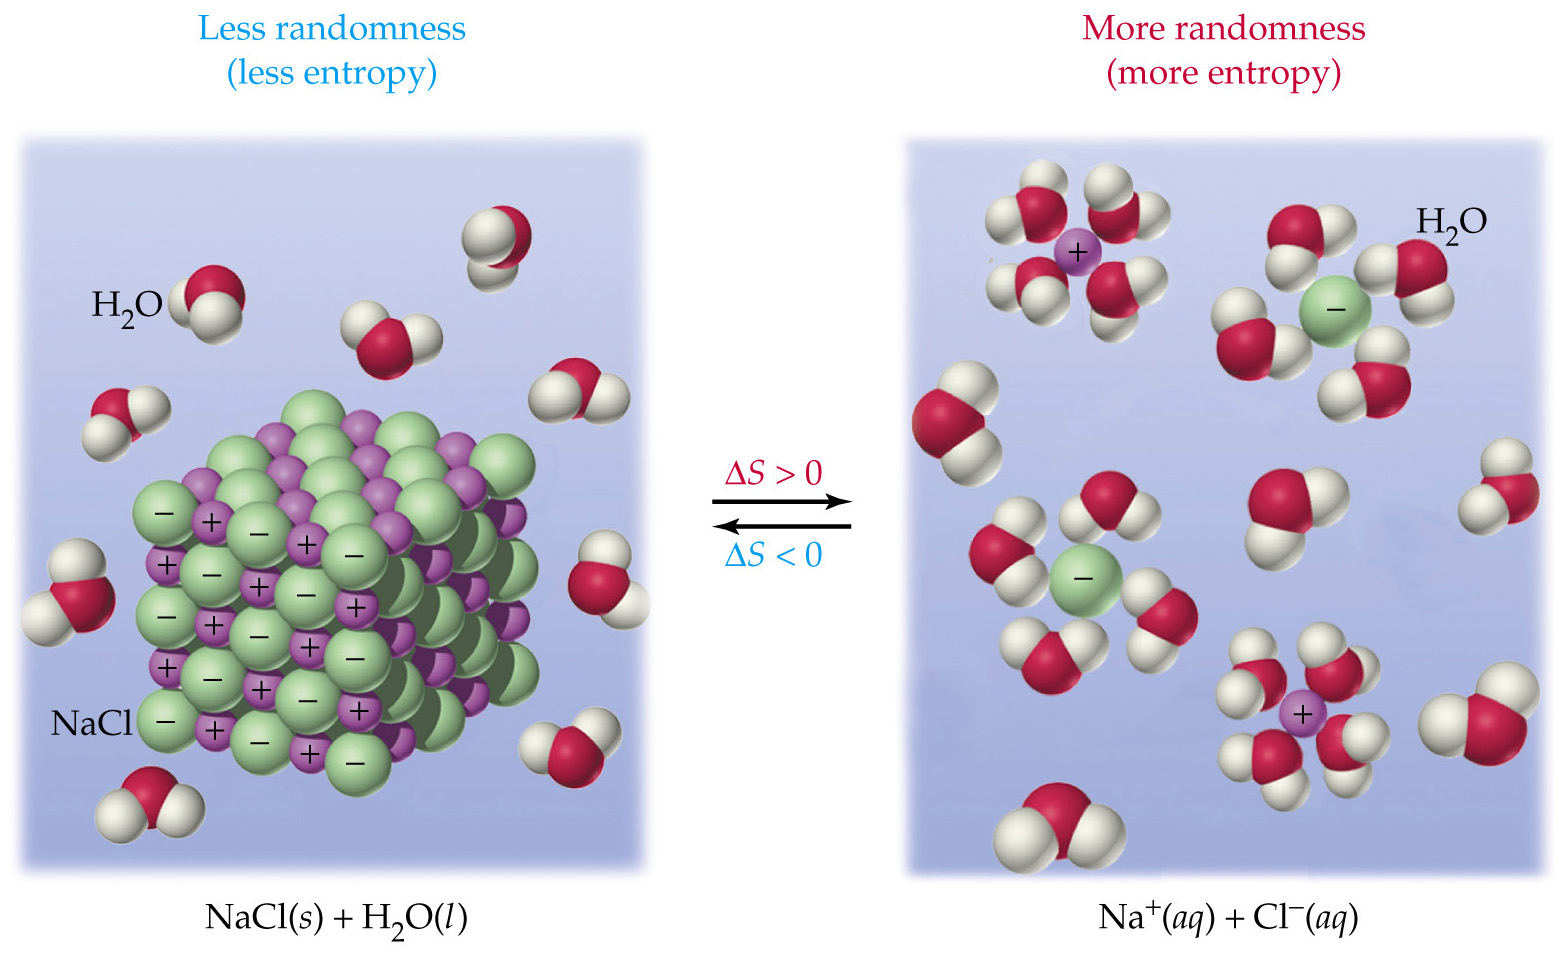 Less randomness
(less entropy)
More randomness
(more entropy)
H₂O
NaCl
− + − + −
+ − + − +
− + − + −
+ − + − +
− + − + −
ΔS > 0
ΔS < 0
+
H₂O
−
−
+
NaCl(s) + H₂O(l)
Na⁺(aq) + Cl⁻(aq)